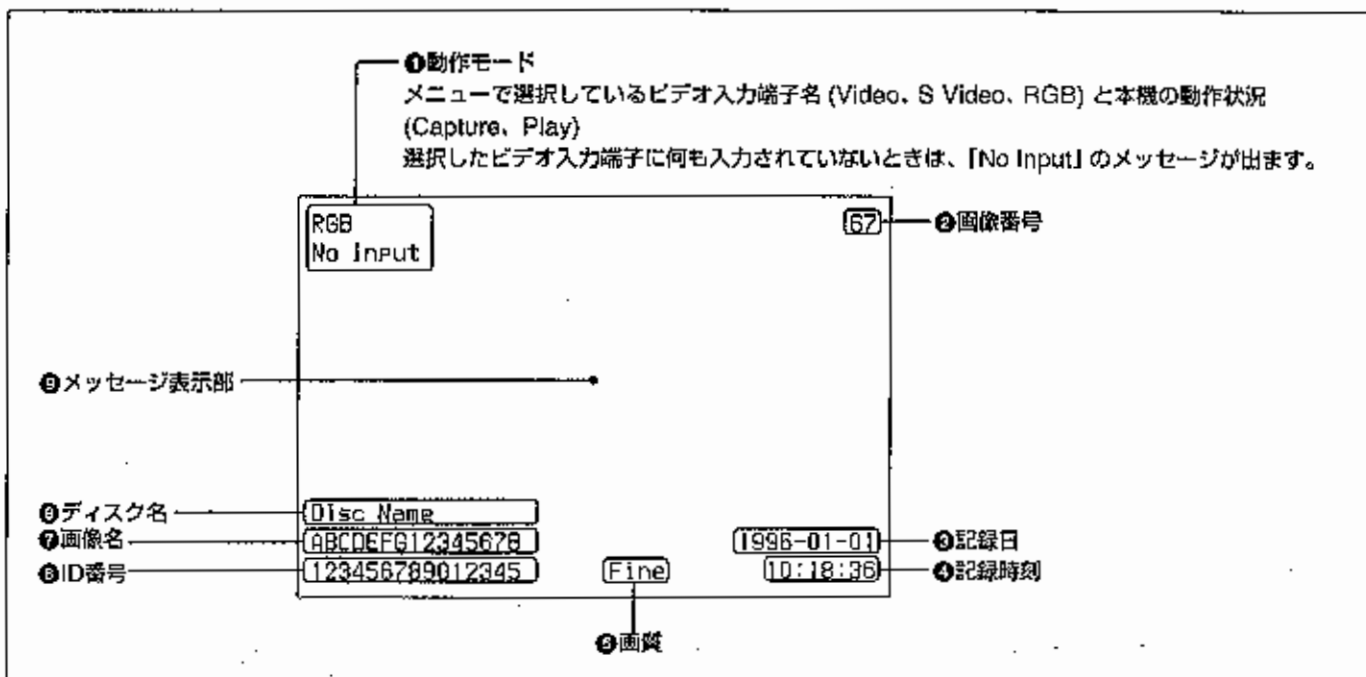 ❶動作モード
メニューで選択しているビデオ入力端子名 (Video、S Video、RGB) と本機の動作状況
(Capture、Play)
選択したビデオ入力端子に何も入力されていないときは、「No Input」のメッセージが出ます。
RGB
No input
67
❷画像番号
❾メッセージ表示部
❽ディスク名
Disc Name
❼画像名
ABCDEFG12345678
1996-01-01
❸記録日
❻ID番号
123456789012345
Fine
10:18:36
❹記録時刻
❺画質